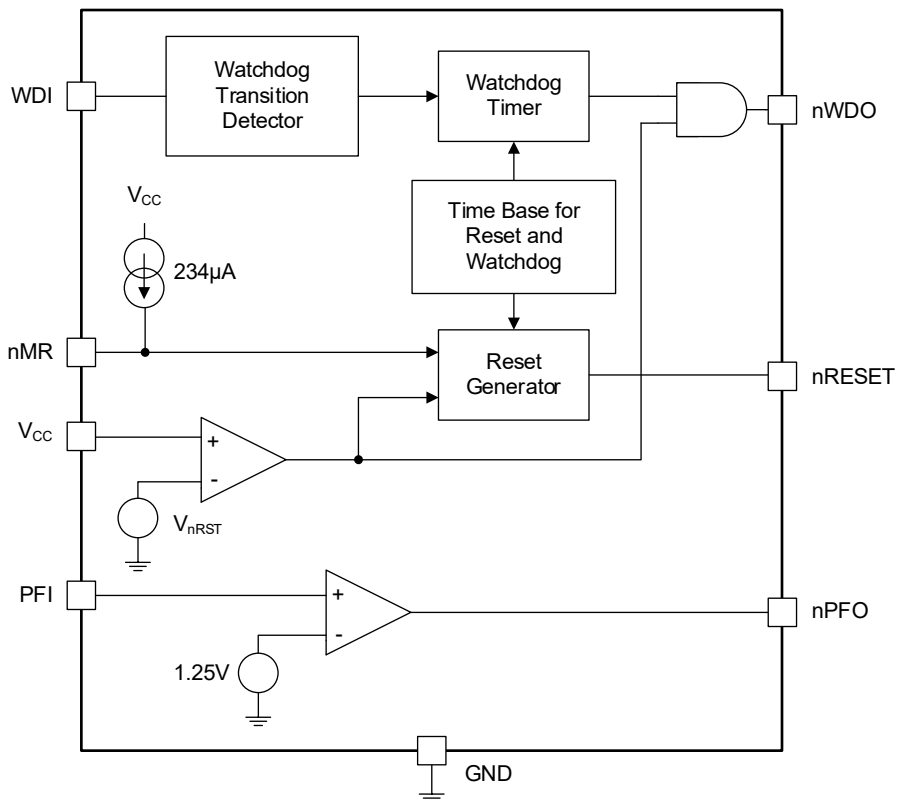 WDI
Watchdog
Transition
Detector
Watchdog
Timer
nWDO
VCC
234µA
Time Base for
Reset and
Watchdog
nMR
Reset
Generator
nRESET
VCC
+
-
VnRST
PFI
+
-
nPFO
1.25V
GND